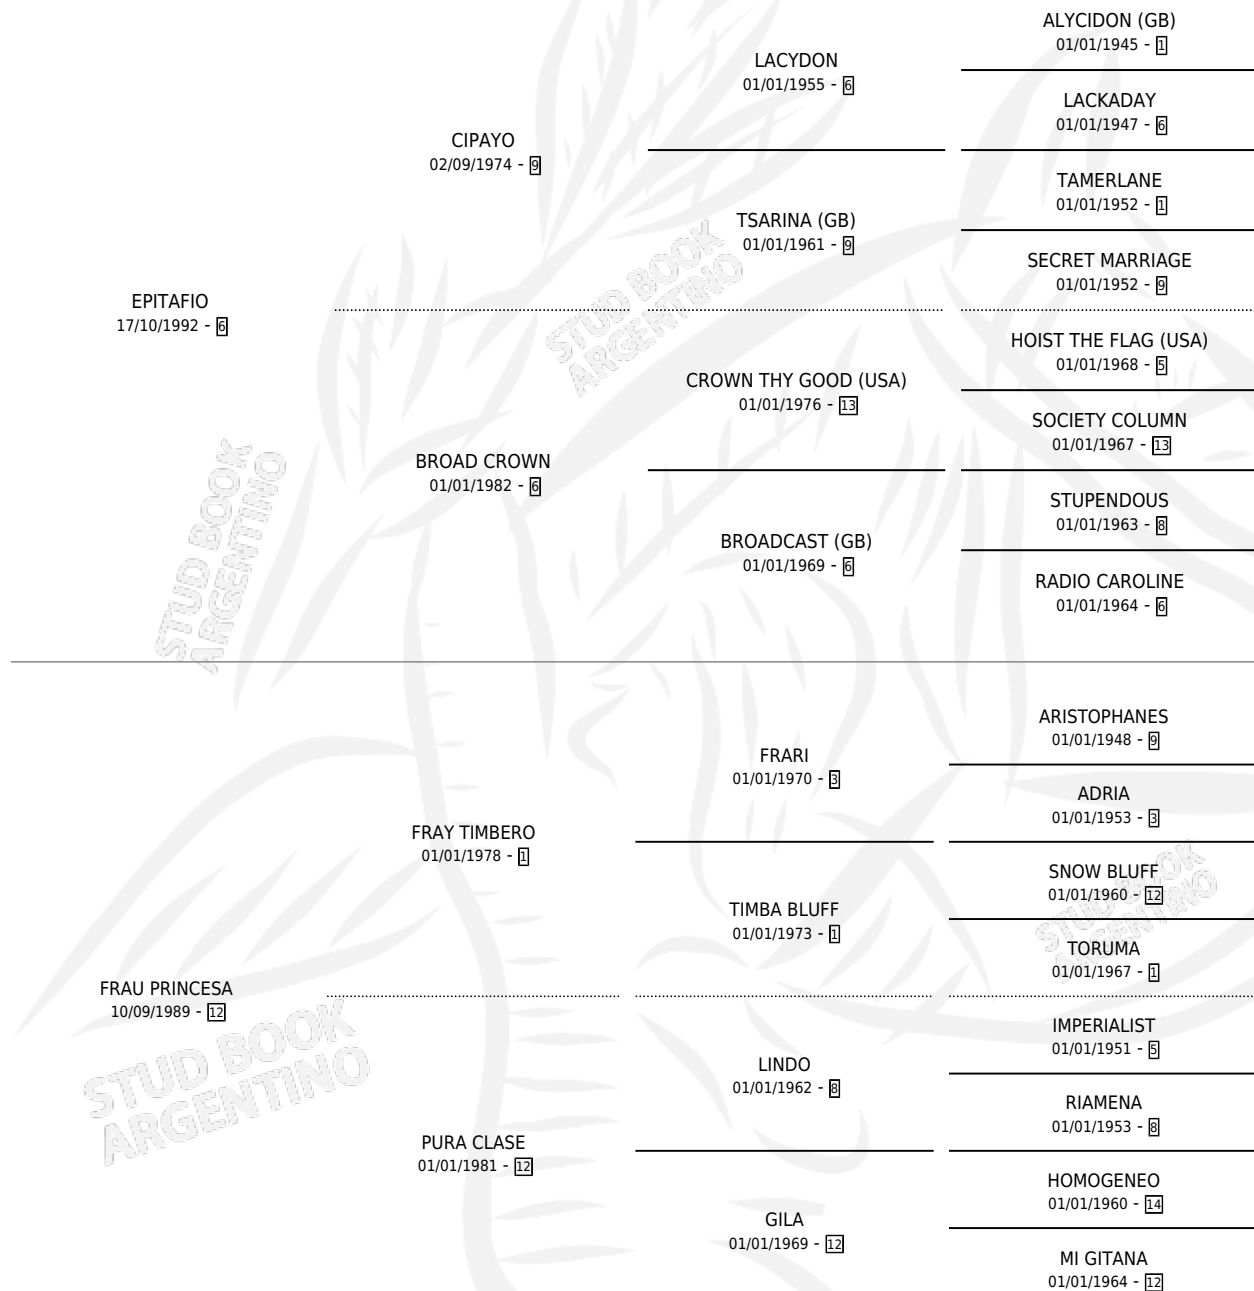 ALYCIDON (GB)
01/01/1945 - 1
LACYDON
01/01/1955 - 6
LACKADAY
01/01/1947 - 6
CIPAYO
02/09/1974 - 9
TAMERLANE
01/01/1952 - 1
TSARINA (GB)
01/01/1961 - 9
SECRET MARRIAGE
01/01/1952 - 9
EPITAFIO
17/10/1992 - 6
HOIST THE FLAG (USA)
01/01/1968 - 5
CROWN THY GOOD (USA)
01/01/1976 - 13
SOCIETY COLUMN
01/01/1967 - 13
BROAD CROWN
01/01/1982 - 6
STUPENDOUS
01/01/1963 - 8
BROADCAST (GB)
01/01/1969 - 6
RADIO CAROLINE
01/01/1964 - 6
ARISTOPHANES
01/01/1948 - 9
FRARI
01/01/1970 - 3
ADRIA
01/01/1953 - 3
FRAY TIMBERO
01/01/1978 - 1
SNOW BLUFF
01/01/1960 - 12
TIMBA BLUFF
01/01/1973 - 1
TORUMA
01/01/1967 - 1
FRAU PRINCESA
10/09/1989 - 12
IMPERIALIST
01/01/1951 - 5
LINDO
01/01/1962 - 8
RIAMENA
01/01/1953 - 8
PURA CLASE
01/01/1981 - 12
HOMOGENEO
01/01/1960 - 14
GILA
01/01/1969 - 12
MI GITANA
01/01/1964 - 12
STUD BOOK
ARGENTINO
STUD BOOK
ARGENTINO
STUD BOOK
ARGENTINO
STUD BOOK
ARGENTINO